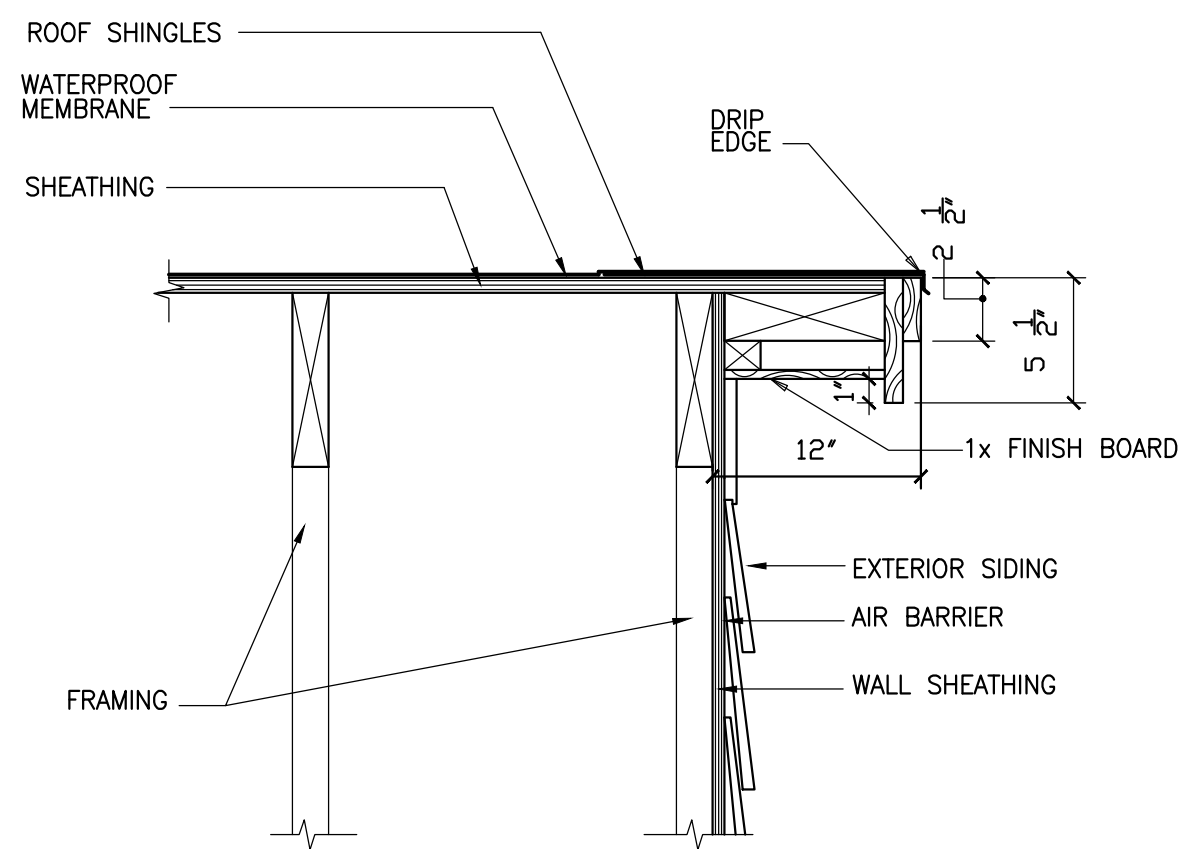 ROOF SHINGLES
WATERPROOF
MEMBRANE
SHEATHING
DRIP
EDGE
2 1/2"
5 1/2"
1"
12"
1x FINISH BOARD
EXTERIOR SIDING
AIR BARRIER
WALL SHEATHING
FRAMING